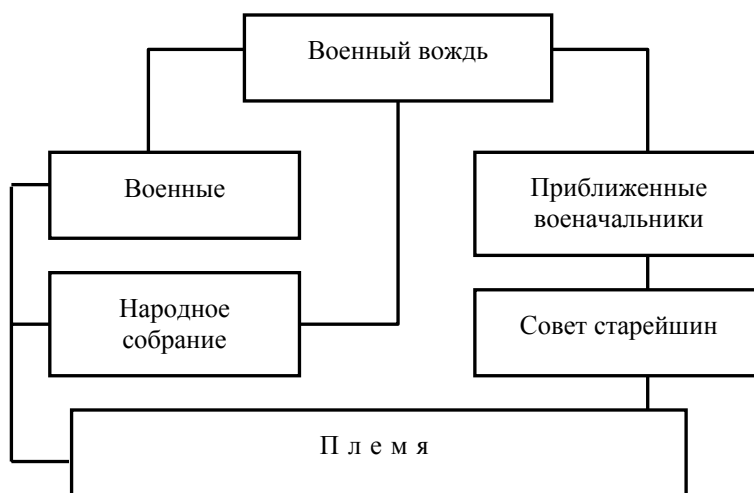 Военный вождь
Военные
Приближенные
военачальники
Народное
собрание
Совет старейшин
П л е м я